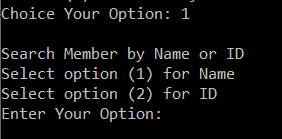 Choice Your Option: 1
Search Member by Name or ID
Select option (1) for Name
Select option (2) for ID
Enter Your Option: